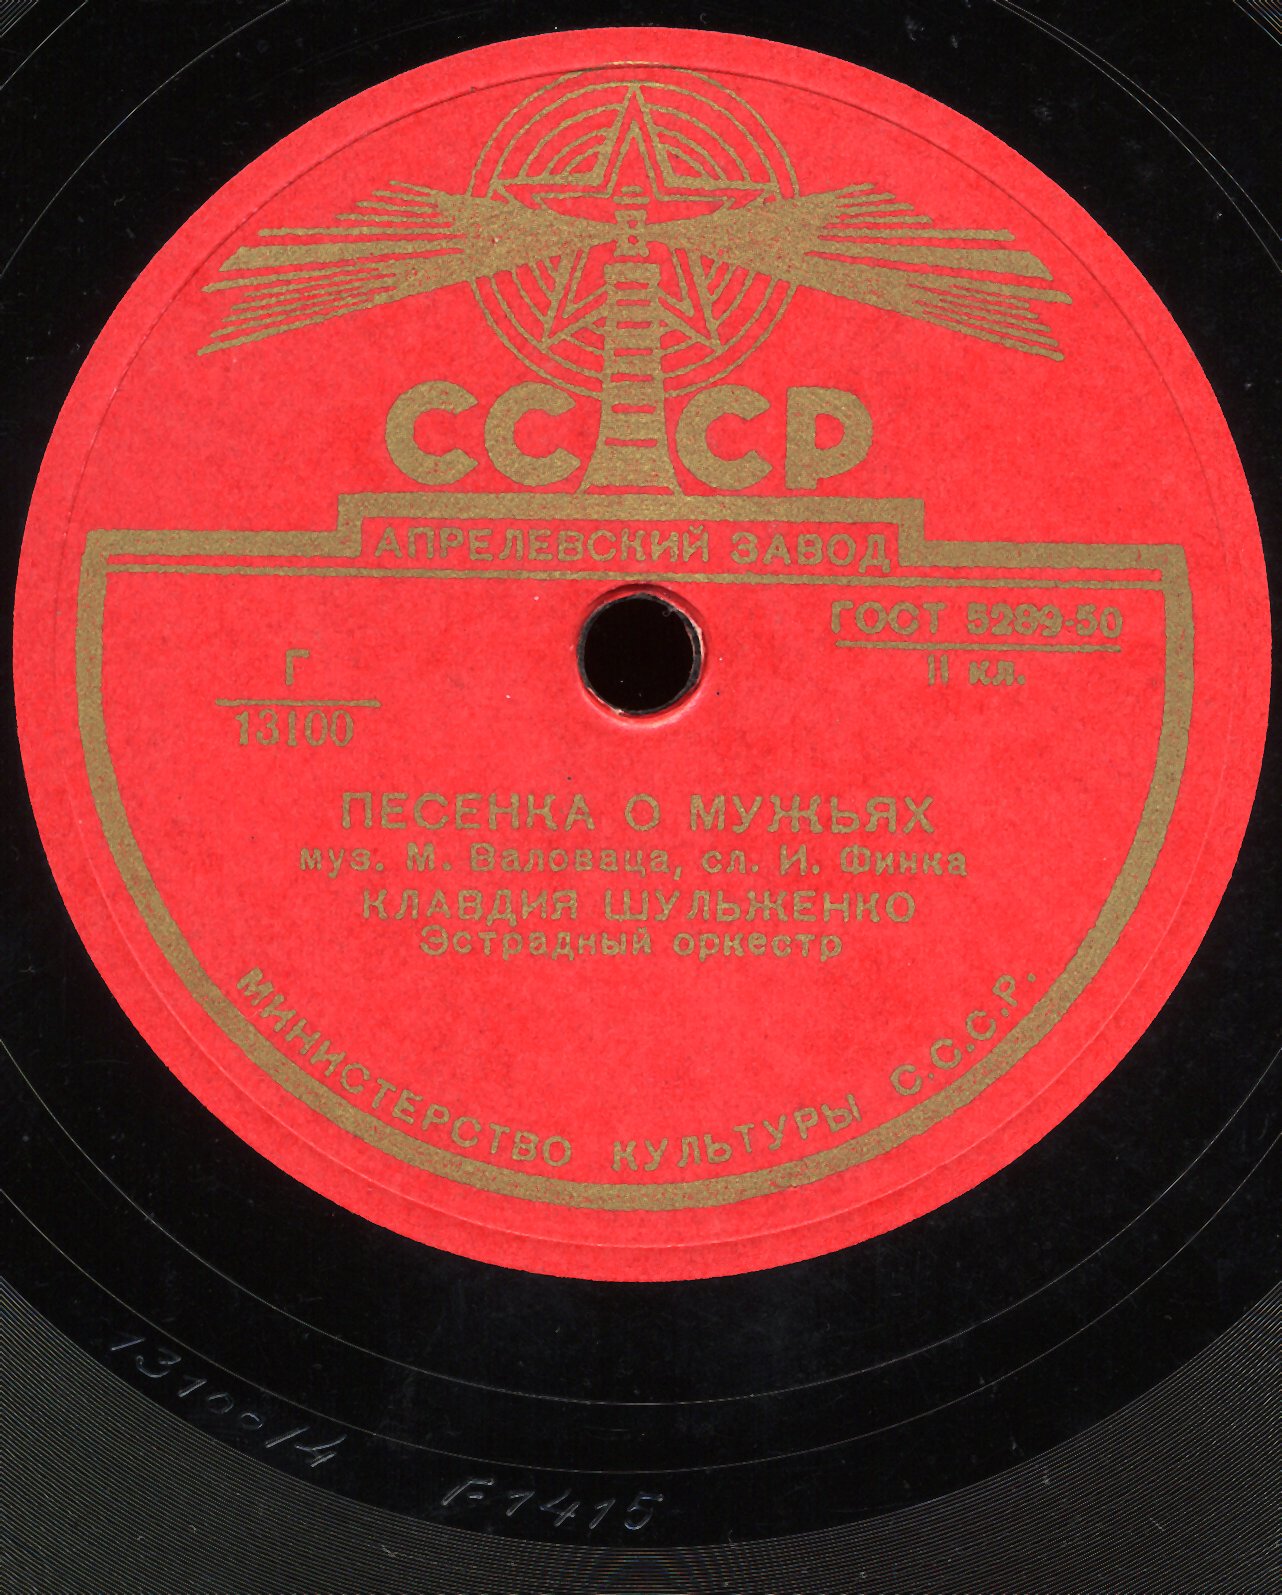 СССР
АПРЕЛЕВСКИЙ ЗАВОД
ГОСТ 5289-50
II кл.
Г
13100
ПЕСЕНКА О МУЖЬЯХ
муз. М. Валоваца, сл. И. Финка
КЛАВДИЯ ШУЛЬЖЕНКО
Эстрадный оркестр
МИНИСТЕРСТВО КУЛЬТУРЫ С.С.С.Р.
13100/4 F1415